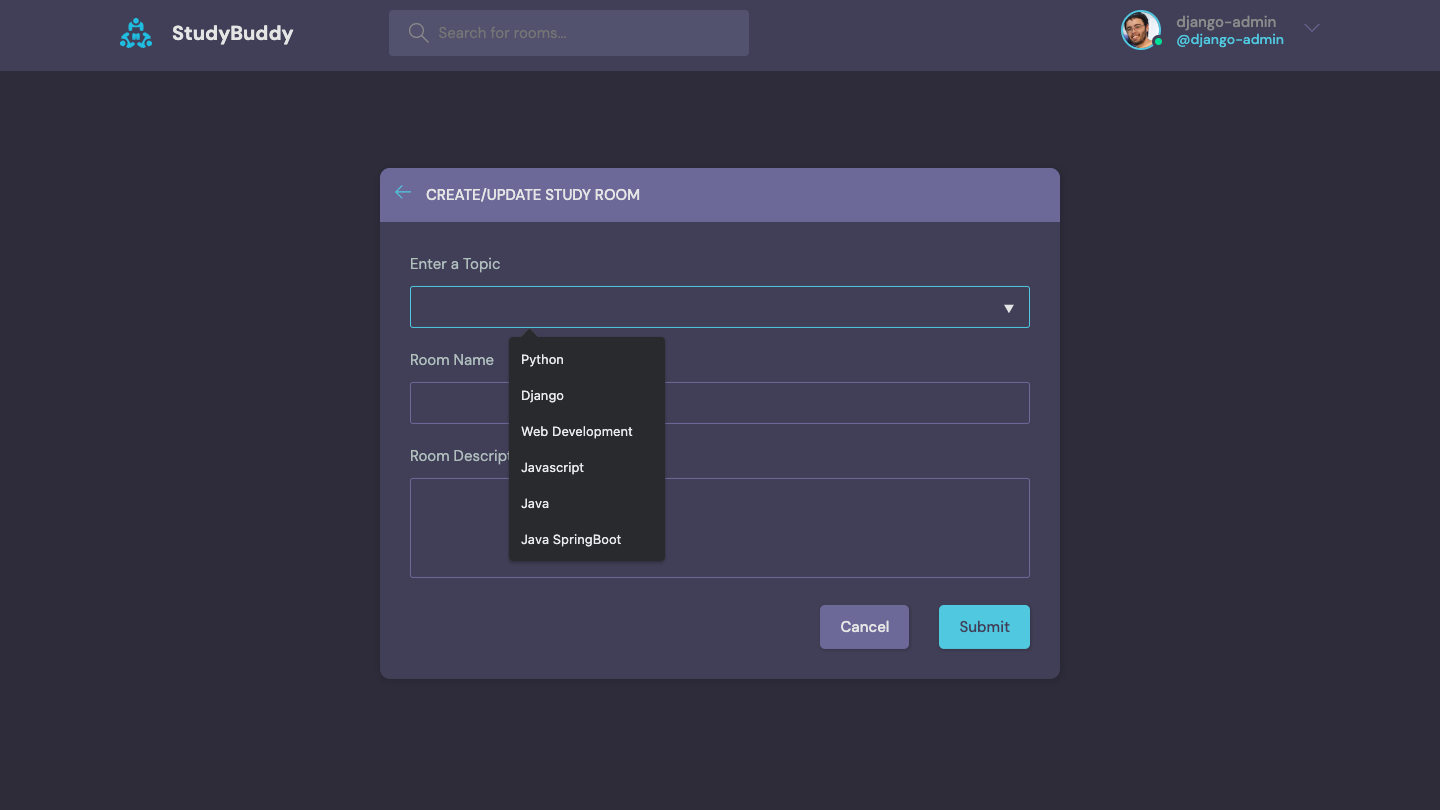 StudyBuddy
Search for rooms...
django-admin
@django-admin
CREATE/UPDATE STUDY ROOM
Enter a Topic
Room Name
Python
Django
Web Development
Room Descript
Javascript
Java
Java SpringBoot
Cancel
Submit